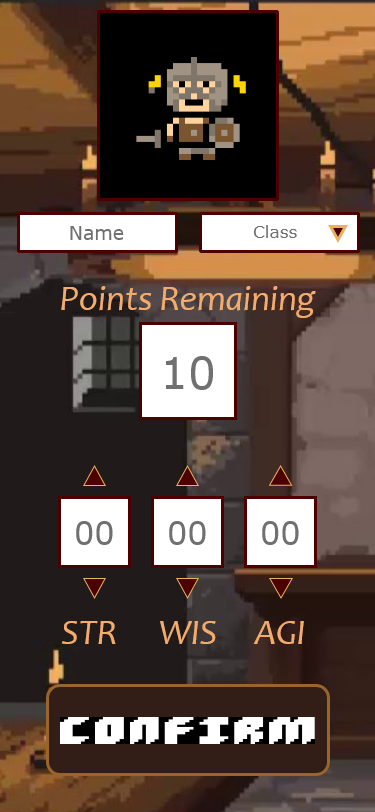 Name
Class
Points Remaining
10
00 00 00
STR WIS AGI
CONFIRM